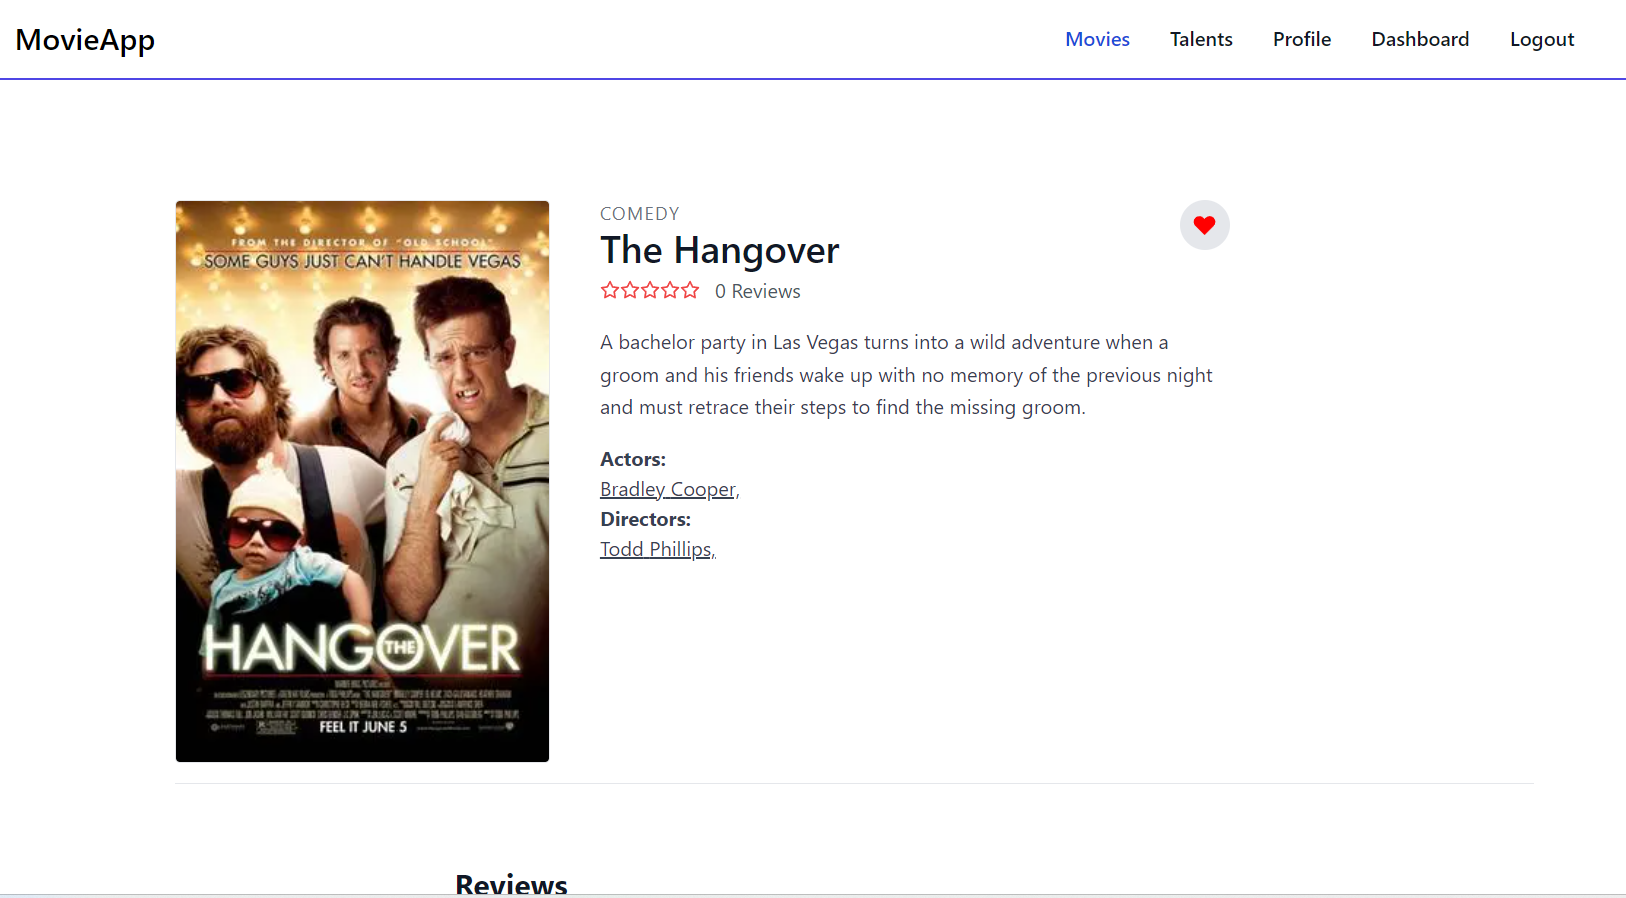 MovieApp
Movies Talents Profile Dashboard Logout
FROM THE DIRECTOR OF "OLD SCHOOL"
SOME GUYS JUST CAN'T HANDLE VEGAS
THE HANGOVER
FEEL IT JUNE 5
COMEDY
The Hangover
0 Reviews
A bachelor party in Las Vegas turns into a wild adventure when a
groom and his friends wake up with no memory of the previous night
and must retrace their steps to find the missing groom.
Actors:
Bradley Cooper,
Directors:
Todd Phillips,
Reviews